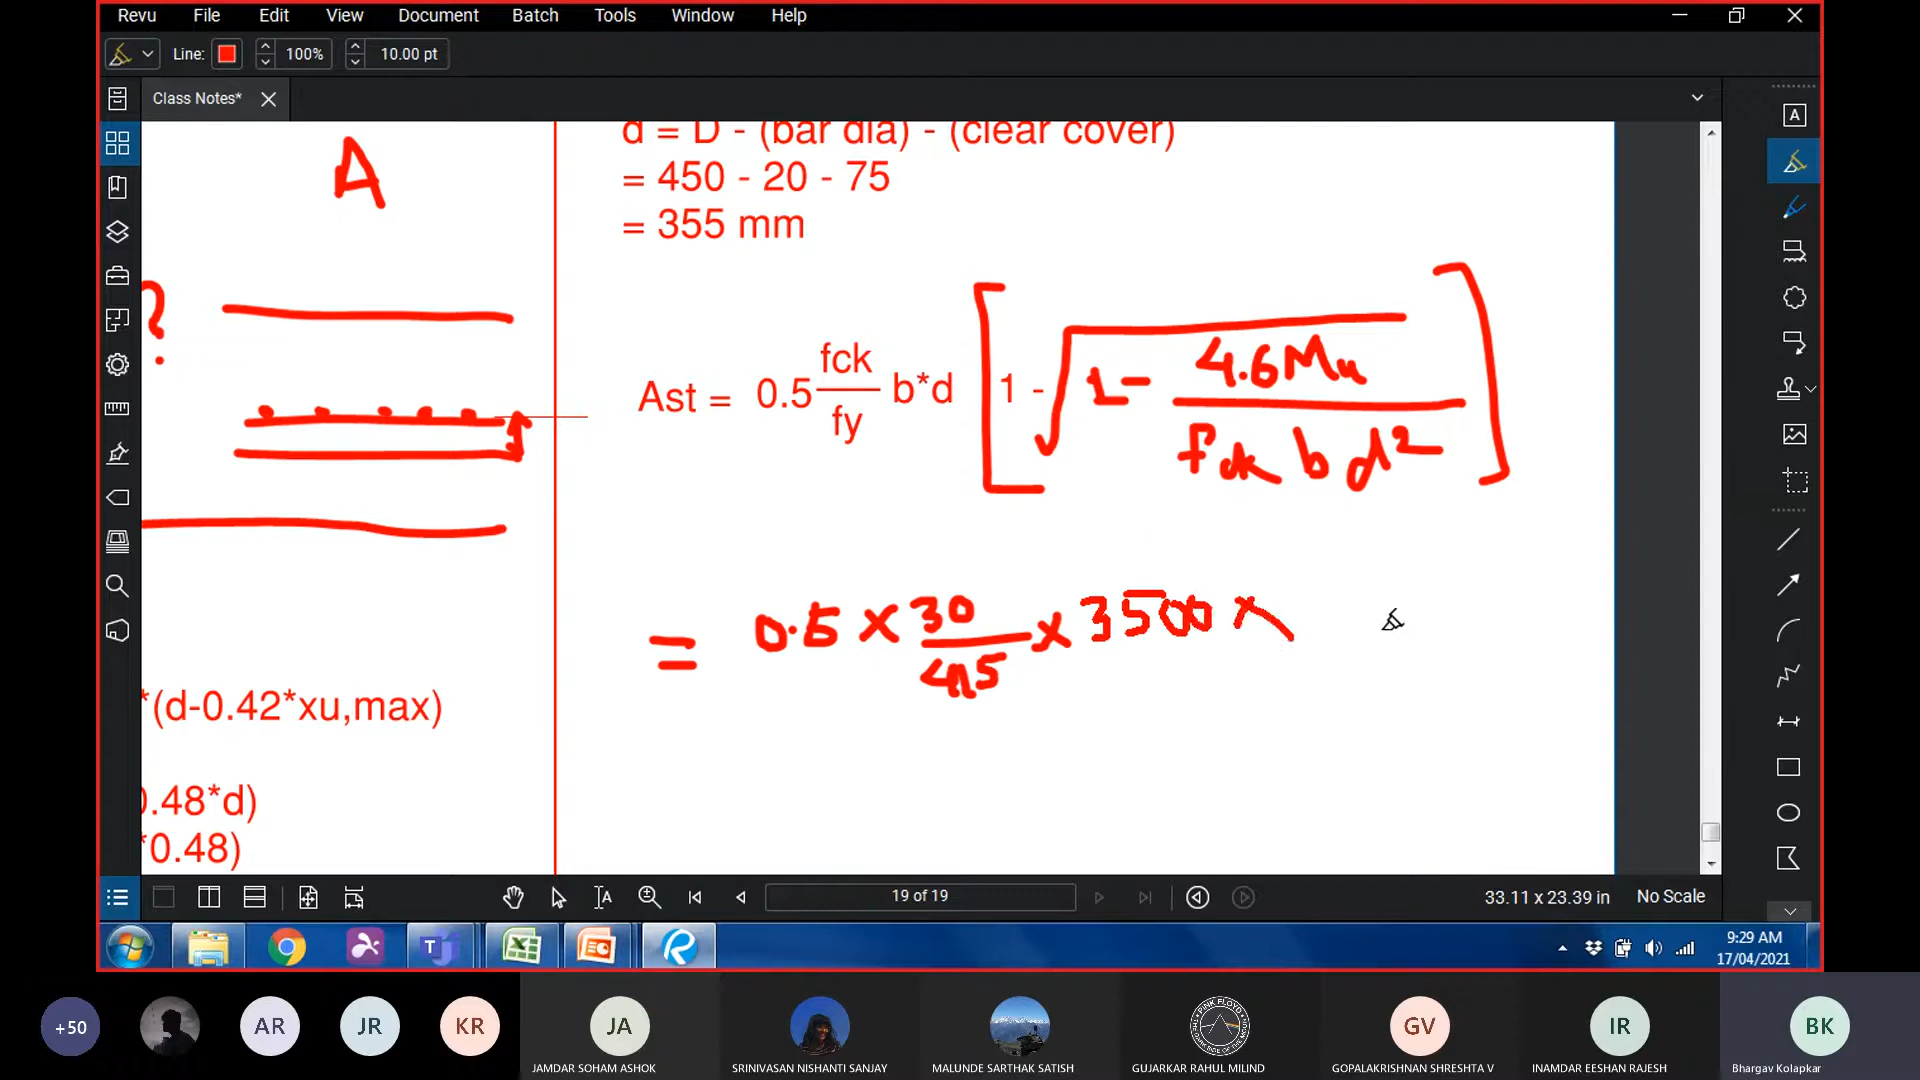 Revu File Edit View Document Batch Tools Window Help
Line: 100% 10.00 pt
Class Notes*
A
?
*(d-0.42*xu,max)
0.48*d)
*0.48)
d = D - (bar dia) - (clear cover)
= 450 - 20 - 75
= 355 mm
Ast = 0.5 fck/fy b*d [1 - √1 - 4.6Mu/fck b d²]
= 0.5 × 30/415 × 3500 ×
19 of 19
33.11 x 23.39 in No Scale
9:29 AM
17/04/2021
+50
AR
JR
KR
JA
JAMDAR SOHAM ASHOK
SRINIVASAN NISHANTI SANJAY
MALUNDE SARTHAK SATISH
PINK FLOYD
GUJARKAR RAHUL MILIND
GV
GOPALAKRISHNAN SHRESHTA V
IR
INAMDAR EESHAN RAJESH
BK
Bhargav Kolapkar